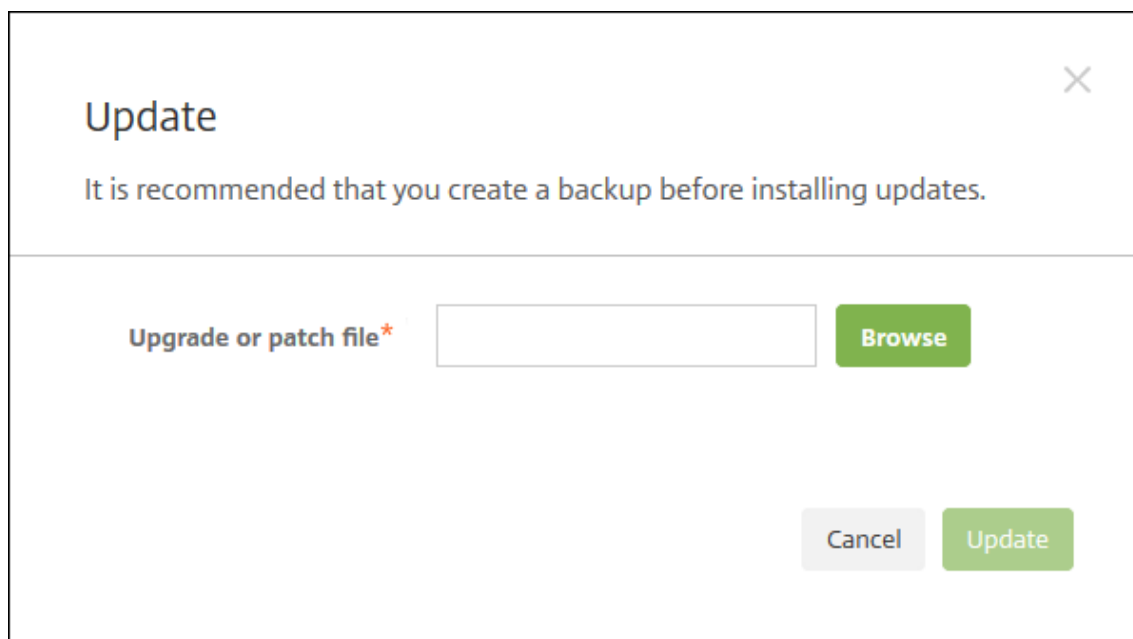 Update
It is recommended that you create a backup before installing updates.
Upgrade or patch file* Browse
Cancel Update